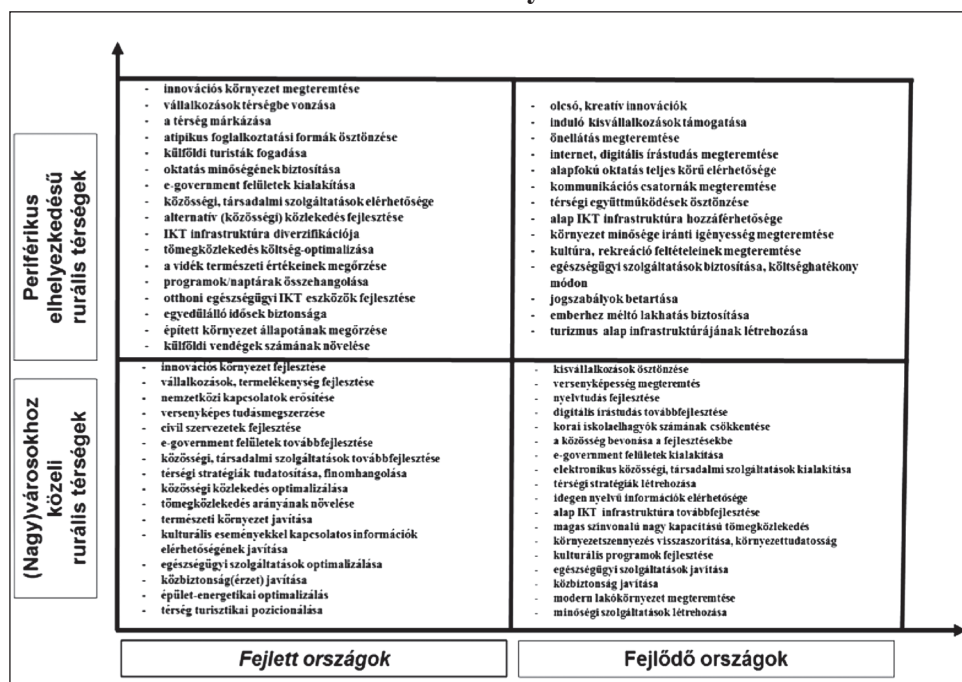 Periférikus
elhelyezkedésű
rurális térségek
- innovációs környezet megteremtése
- vállalkozások térségbe vonzása
- a térség márkázása
- atipikus foglalkoztatási formák ösztönzése
- külföldi turisták fogadása
- oktatás minőségének biztosítása
- e-government felületek kialakítása
- közösségi, társadalmi szolgáltatások elérhetősége
- alternatív (közösségi) közlekedés fejlesztése
- IKT infrastruktúra diverzifikációja
- tömegközlekedés költség-optimalizása
- a vidék természeti értékeinek megőrzése
- programok/naptárak összehangolása
- otthoni egészségügyi IKT eszközök fejlesztése
- egyedülálló idősek biztonsága
- épített környezet állapotának megőrzése
- külföldi vendégek számának növelése
- olcsó, kreatív innovációk
- induló kisvállalkozások támogatása
- önellátás megteremtése
- internet, digitális írástudás megteremtése
- alapfokú oktatás teljes körű elérhetősége
- kommunikációs csatornák megteremtése
- térségi együttműködések ösztönzése
- alap IKT infrastruktúra hozzáférhetősége
- környezet minősége iránti igényesség megteremtése
- kultúra, rekreáció feltételeinek megteremtése
- egészségügyi szolgáltatások biztosítása, költséghatékony
módon
- jogszabályok betartása
- emberhez méltó lakhatás biztosítása
- turizmus alap infrastruktúrájának létrehozása
(Nagy)városokhoz
közeli
rurális térségek
- innovációs környezet fejlesztése
- vállalkozások, termelékenység fejlesztése
- nemzetközi kapcsolatok erősítése
- versenyképes tudásmegszerzése
- civil szervezetek fejlesztése
- e-government felületek továbbfejlesztése
- közösségi, társadalmi szolgáltatások továbbfejlesztése
- térségi stratégiák tudatosítása, finomhangolása
- közösségi közlekedés optimalizálása
- tömegközlekedés arányának növelése
- természeti környezet javítása
- kulturális eseményekkel kapcsolatos információk
elérhetőségének javítása
- egészségügyi szolgáltatások optimalizálása
- közbiztonság(érzet) javítása
- épület-energetikai optimalizálás
- térség turisztikai pozicionálása
- kisvállalkozások ösztönzése
- versenyképesség megteremtés
- nyelvtudás fejlesztése
- digitális írástudás továbbfejlesztése
- korai iskolaelhagyók számának csökkentése
- a közösség bevonása a fejlesztésekbe
- e-government felületek kialakítása
- elektronikus közösségi, társadalmi szolgáltatások kialakítása
- térségi stratégiák létrehozása
- idegen nyelvű információk elérhetősége
- alap IKT infrastruktúra továbbfejlesztése
- magas színvonalú nagy kapacitású tömegközlekedés
- környezetszennyezés visszaszorítása, környezettudatosság
- kulturális programok fejlesztése
- egészségügyi szolgáltatások javítása
- közbiztonság javítása
- modern lakókörnyezet megteremtése
- minőségi szolgáltatások létrehozása
Fejlett országok
Fejlődő országok